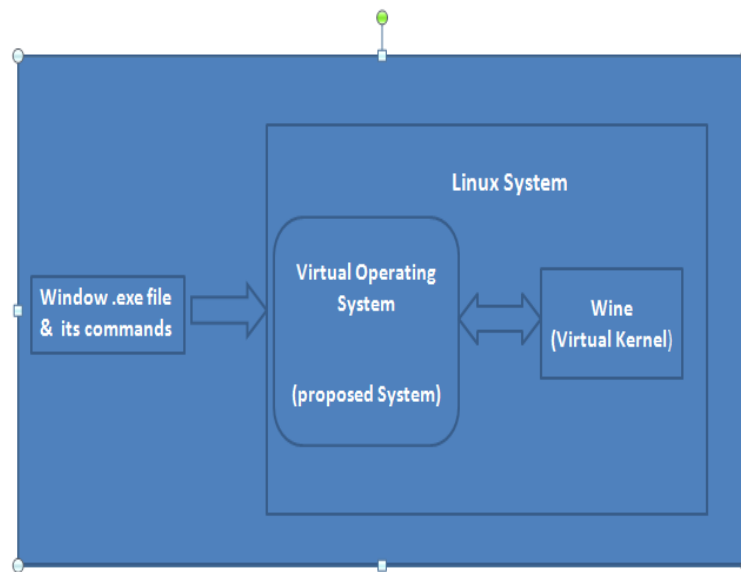 Linux System
Window .exe file
& its commands
Virtual Operating
System
(proposed System)
Wine
(Virtual Kernel)